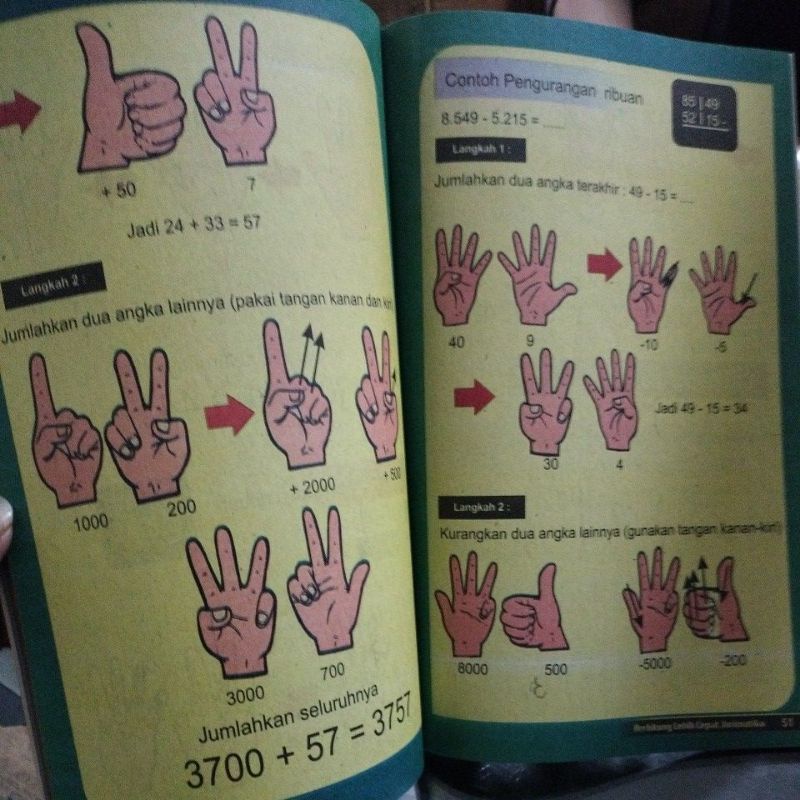 + 50
7
Jadi 24 + 33 = 57
Langkah 2 :
Jumlahkan dua angka lainnya (pakai tangan kanan dan
1000
200
+ 2000
+ 500
3000
700
Jumlahkan seluruhnya
3700 + 57 = 3757
Contoh Pengurangan ribuan
8.549 - 5.215 = ....
85 | 49
52 | 15 -
Langkah 1 :
Jumlahkan dua angka terakhir : 49 - 15 = ....
40
9
-10
-5
30
4
Jadi 49 - 15 = 34
Langkah 2 :
Kurangkan dua angka lainnya (gunakan tangan kanan-kiri)
8000
500
-5000
-200
Berhitung Lebih Cepat Jarimatika
51